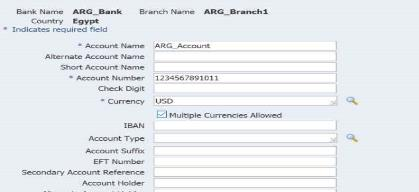 Bank Name ARG_Bank Branch Name ARG_Branch1
Country Egypt
* Indicates required field
* Account Name ARG_Account
Alternate Account Name
Short Account Name
* Account Number 1234567891011
Check Digit
* Currency USD
Multiple Currencies Allowed
IBAN
Account Type
Account Suffix
EFT Number
Secondary Account Reference
Account Holder